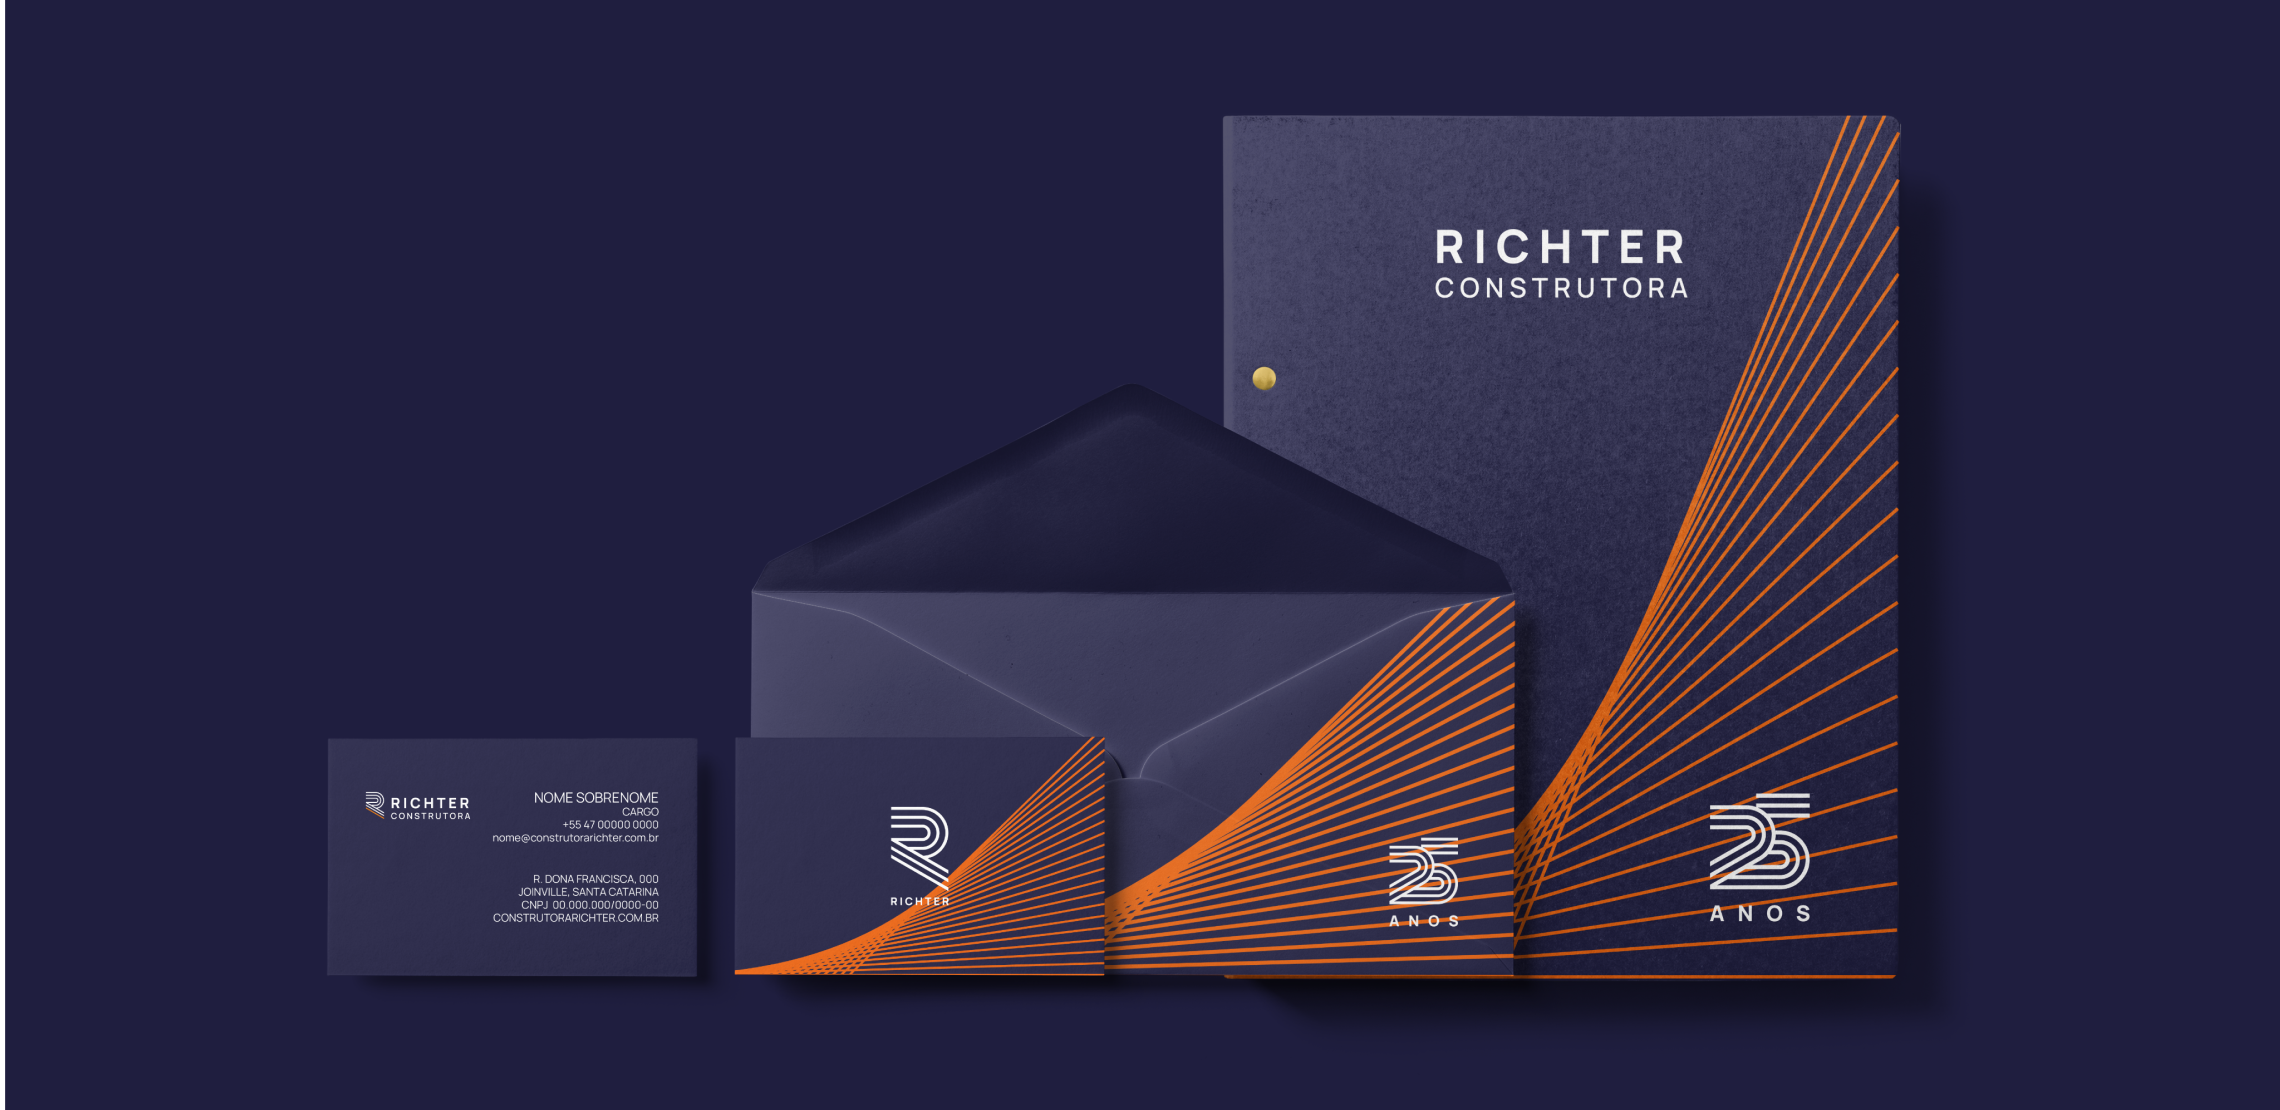 RICHTER
CONSTRUTORA
NOME SOBRENOME
CARGO
+55 47 00000 0000
nome@construtorarichter.com.br
R. DONA FRANCISCA, 000
JOINVILLE, SANTA CATARINA
CNPJ 00.000.000/0000-00
CONSTRUTORARICHTER.COM.BR
R
RICHTER
25
ANOS
RICHTER
CONSTRUTORA
25
ANOS